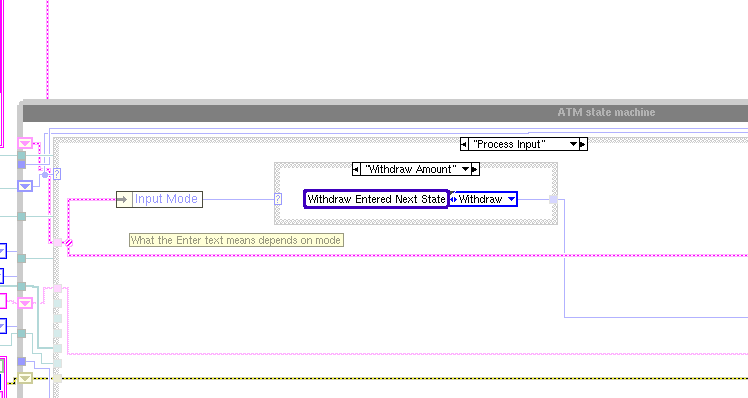 ATM state machine
"Process Input"
"Withdraw Amount"
Input Mode
?
?
Withdraw Entered Next State
Withdraw
What the Enter text means depends on mode